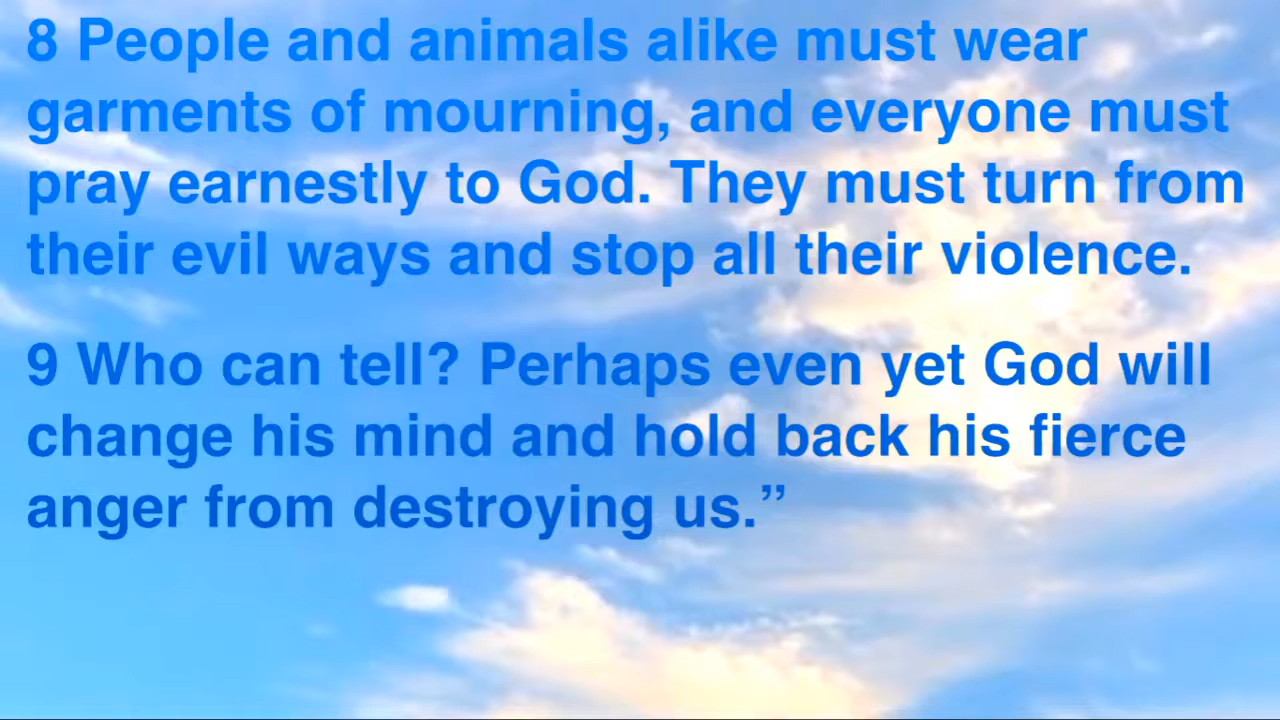 8 People and animals alike must wear
garments of mourning, and everyone must
pray earnestly to God. They must turn from
their evil ways and stop all their violence.
9 Who can tell? Perhaps even yet God will
change his mind and hold back his fierce
anger from destroying us.”